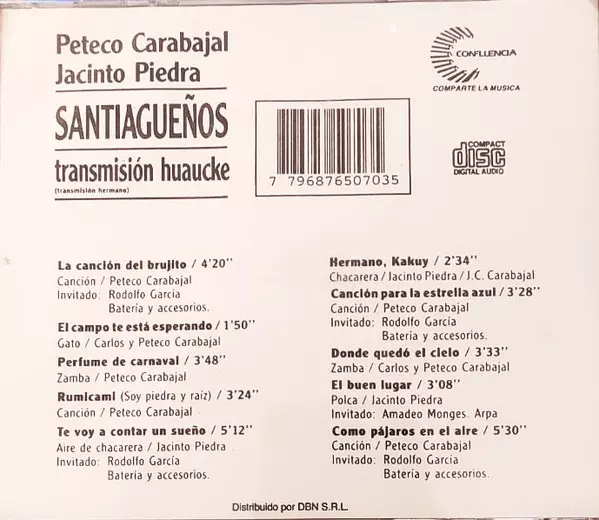 Peteco Carabajal
Jacinto Piedra
SANTIAGUEÑOS
transmisión huaucke
(transmisión hermano)
CONFLUENCIA
COMPARTE LA MUSICA
7 796876507035
COMPACT
disc
DIGITAL AUDIO
La canción del brujito / 4'20''
Canción / Peteco Carabajal
Invitado: Rodolfo García
Batería y accesorios.
El campo te está esperando / 1'50''
Gato / Carlos y Peteco Carabajal
Perfume de carnaval / 3'48''
Zamba / Peteco Carabajal
Rumicami (Soy piedra y raíz) / 3'24''
Canción / Peteco Carabajal
Te voy a contar un sueño / 5'12''
Aire de chacarera / Jacinto Piedra
Invitado: Rodolfo García
Batería y accesorios.
Hermano, Kakuy / 2'34''
Chacarera / Jacinto Piedra / J.C. Carabajal
Canción para la estrella azul / 3'28''
Canción / Peteco Carabajal
Invitado: Rodolfo García
Batería y accesorios.
Donde quedó el cielo / 3'33''
Zamba / Carlos y Peteco Carabajal
El buen lugar / 3'08''
Polca / Jacinto Piedra
Invitado: Amadeo Monges. Arpa
Como pájaros en el aire / 5'30''
Canción / Peteco Carabajal
Invitado: Rodolfo García
Batería y accesorios.
Distribuido por DBN S.R.L.